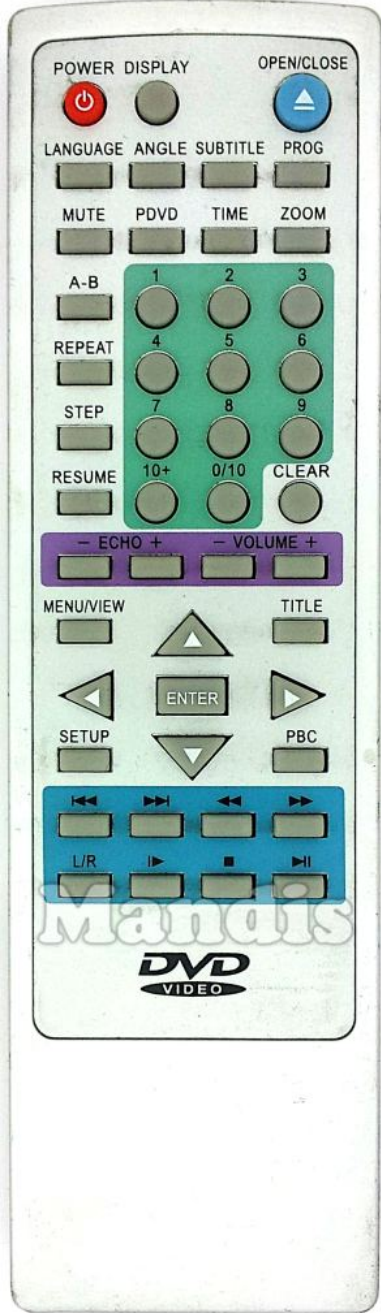 POWER DISPLAY OPEN/CLOSE
LANGUAGE ANGLE SUBTITLE PROG
MUTE PDVD TIME ZOOM
A-B 1 2 3
REPEAT 4 5 6
STEP 7 8 9
RESUME 10+ 0/10 CLEAR
- ECHO + - VOLUME +
MENU/VIEW TITLE
ENTER
SETUP PBC
L/R
Mandis
DVD
VIDEO